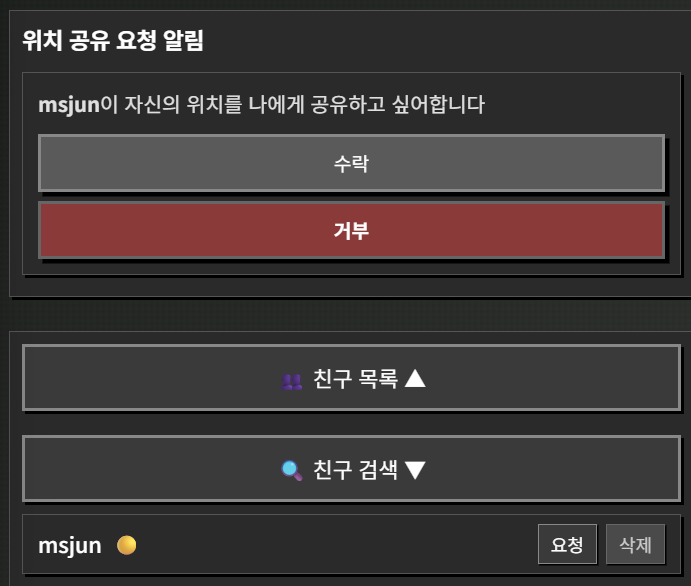 위치 공유 요청 알림
msjun이 자신의 위치를 나에게 공유하고 싶어합니다
수락
거부
👥 친구 목록 ▲
🔍 친구 검색 ▼
msjun 🟡 요청 삭제